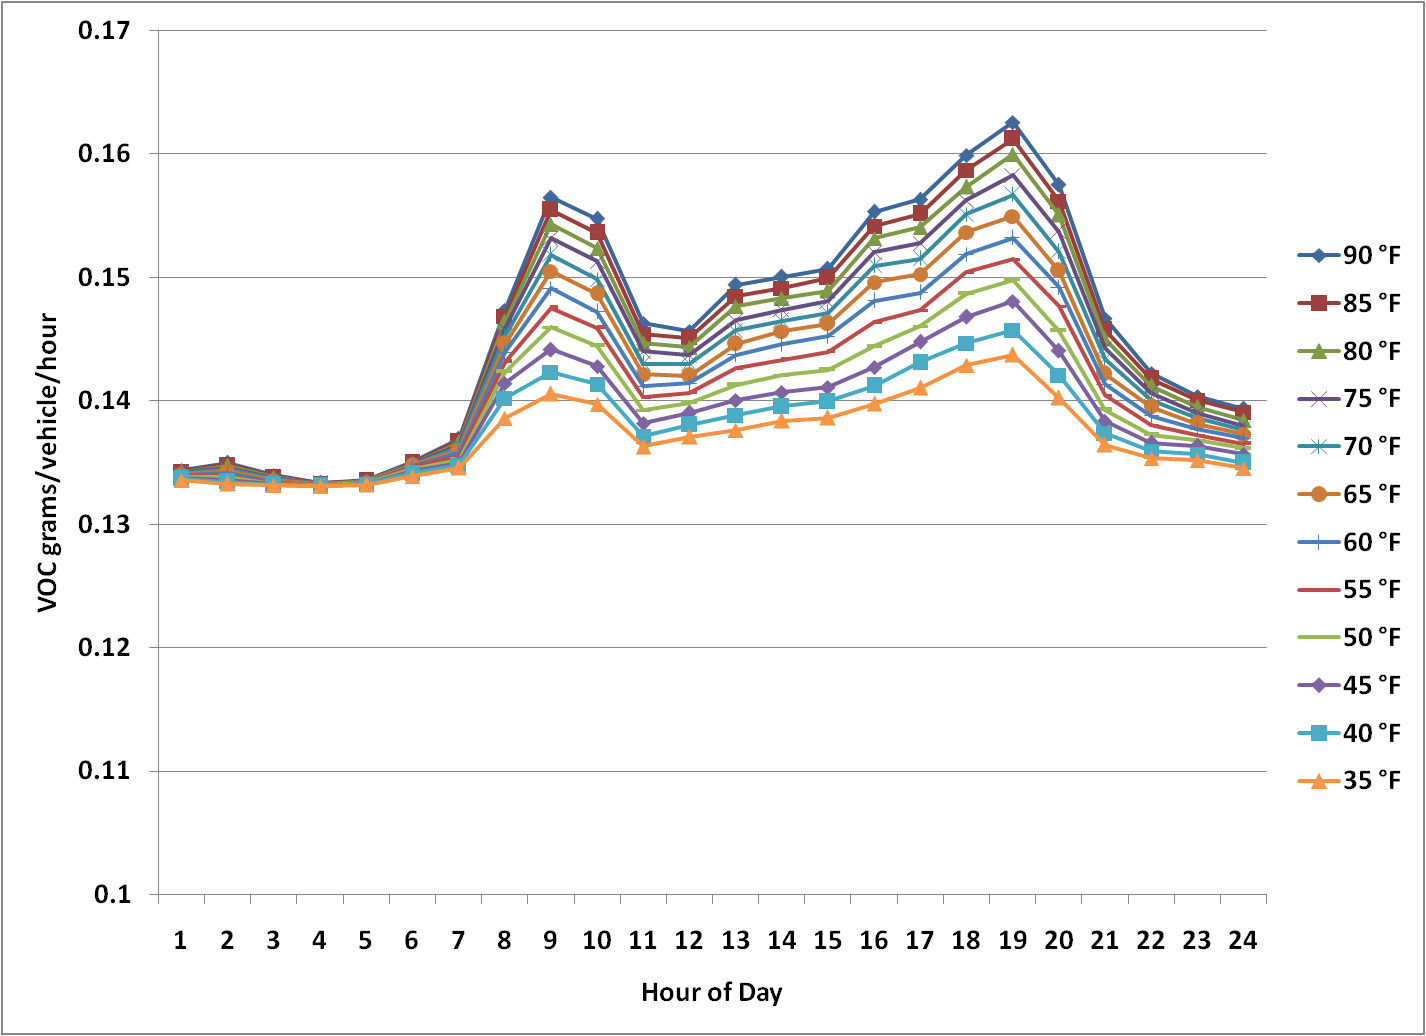 0.17
0.16
0.15
0.14
0.13
0.12
0.11
0.1
VOC grams/vehicle/hour
1 2 3 4 5 6 7 8 9 10 11 12 13 14 15 16 17 18 19 20 21 22 23 24
Hour of Day
90 °F
85 °F
80 °F
75 °F
70 °F
65 °F
60 °F
55 °F
50 °F
45 °F
40 °F
35 °F